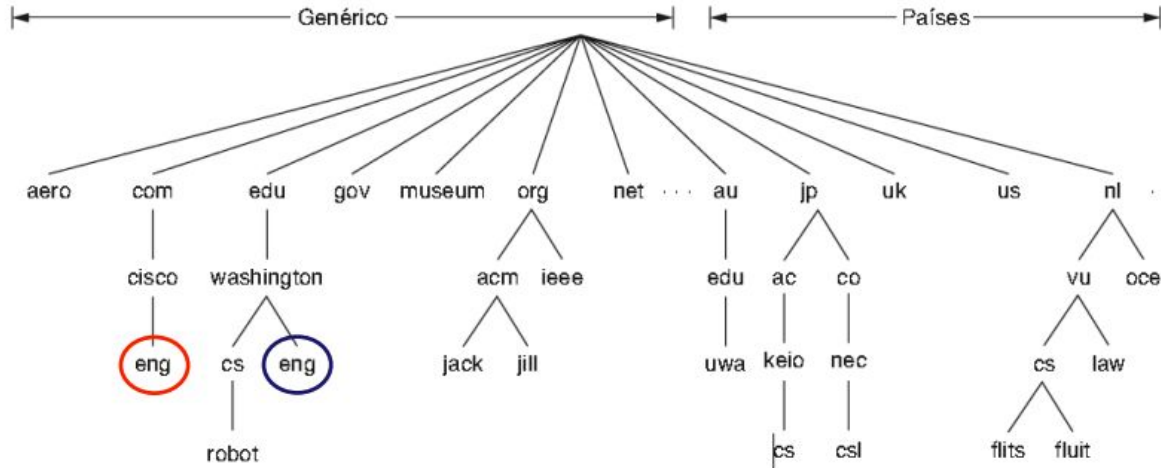 Genérico Países
aero com edu gov museum org net ··· au jp uk us nl ·
cisco washington acm ieee edu ac co vu oce
eng cs eng jack jill uwa keio nec cs law
robot cs csl flits fluit